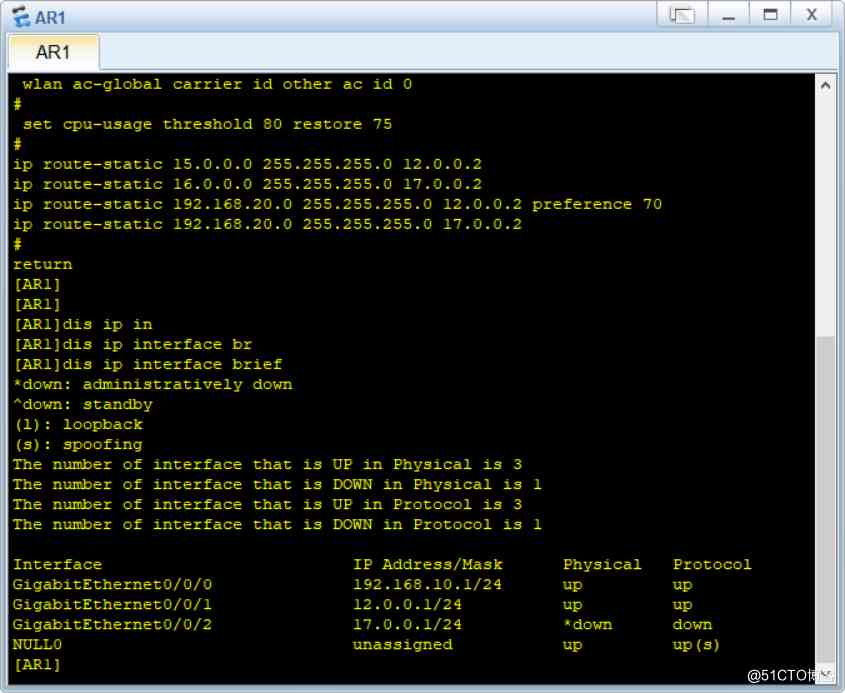 AR1
AR1
wlan ac-global carrier id other ac id 0
#
set cpu-usage threshold 80 restore 75
#
ip route-static 15.0.0.0 255.255.255.0 12.0.0.2
ip route-static 16.0.0.0 255.255.255.0 17.0.0.2
ip route-static 192.168.20.0 255.255.255.0 12.0.0.2 preference 70
ip route-static 192.168.20.0 255.255.255.0 17.0.0.2
#
return
[AR1]
[AR1]
[AR1]dis ip in
[AR1]dis ip interface br
[AR1]dis ip interface brief
*down: administratively down
^down: standby
(l): loopback
(s): spoofing
The number of interface that is UP in Physical is 3
The number of interface that is DOWN in Physical is 1
The number of interface that is UP in Protocol is 3
The number of interface that is DOWN in Protocol is 1
Interface IP Address/Mask Physical Protocol
GigabitEthernet0/0/0 192.168.10.1/24 up up
GigabitEthernet0/0/1 12.0.0.1/24 up up
GigabitEthernet0/0/2 17.0.0.1/24 *down down
NULL0 unassigned up up(s)
[AR1]
@51CTO博客